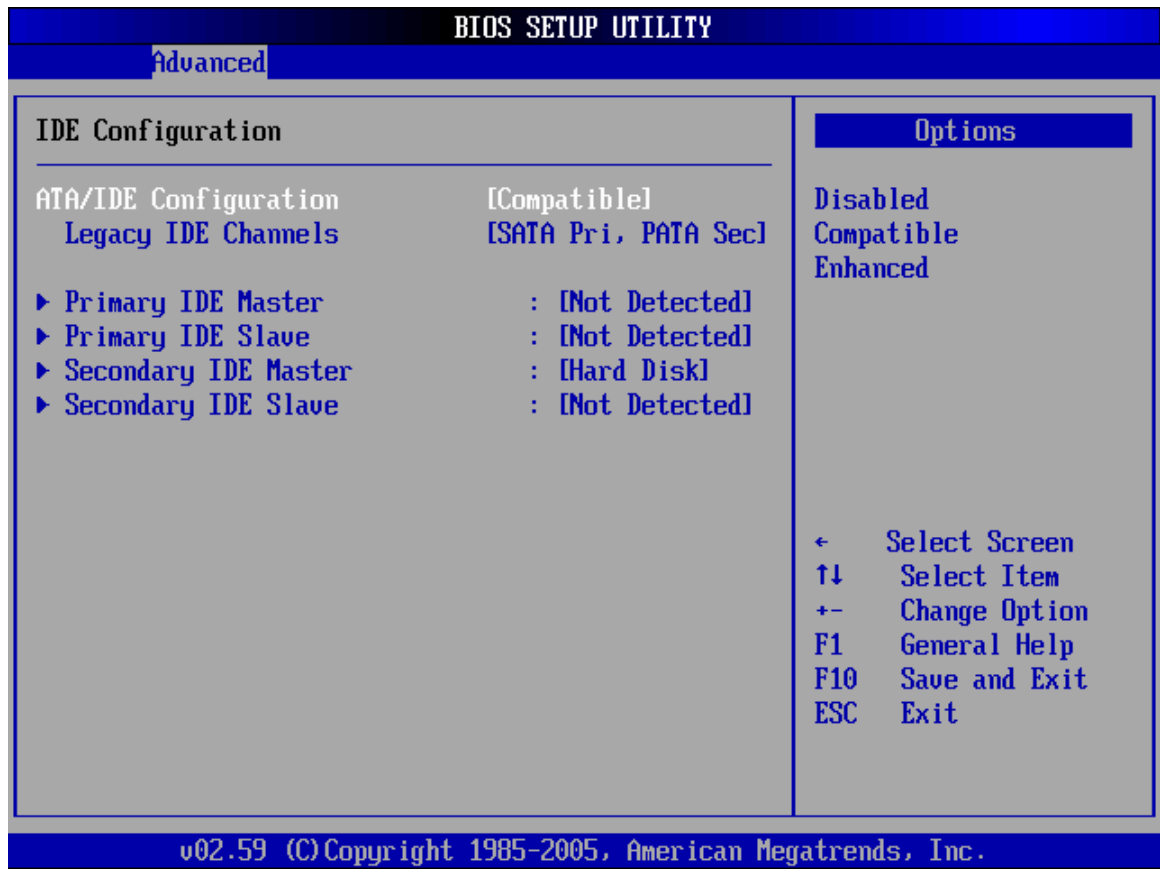 BIOS SETUP UTILITY
Advanced
IDE Configuration
ATA/IDE Configuration [Compatible]
Legacy IDE Channels [SATA Pri, PATA Sec]
Primary IDE Master : [Not Detected]
Primary IDE Slave : [Not Detected]
Secondary IDE Master : [Hard Disk]
Secondary IDE Slave : [Not Detected]
Options
Disabled
Compatible
Enhanced
← Select Screen
↑↓ Select Item
+- Change Option
F1 General Help
F10 Save and Exit
ESC Exit
v02.59 (C)Copyright 1985-2005, American Megatrends, Inc.